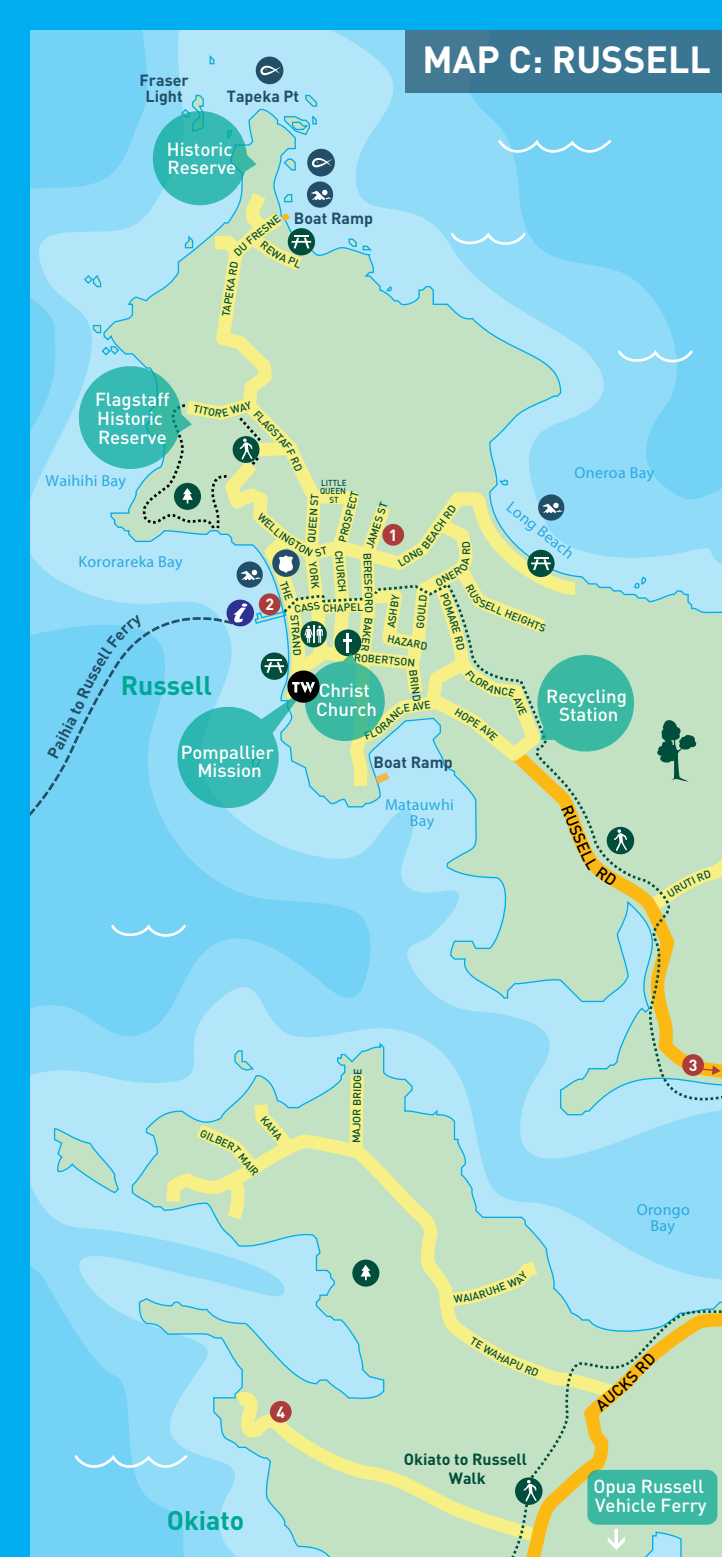 MAP C: RUSSELL
Fraser
Light
Tapeka Pt
Historic
Reserve
Boat Ramp
DU FRESNE
REWA PL
TAPEKA RD
Flagstaff
Historic
Reserve
TITORE WAY
FLAGSTAFF RD
Waihihi Bay
Oneroa Bay
Long Beach
LITTLE
QUEEN
ST
QUEEN ST
PROSPECT
JAMES ST
1
LONG BEACH RD
WELLINGTON ST
Kororareka Bay
YORK
CHURCH
BERESFORD
ONEROA RD
RUSSELL HEIGHTS
THE STRAND
i
2
CASS
CHAPEL
BAKER
ASHBY
GOULD
POMARE RD
HAZARD
ROBERTSON
BRIND
Paihia to Russell Ferry
Russell
TW
Christ
Church
FLORANCE AVE
FLORANCE AVE
HOPE AVE
Recycling
Station
Pompallier
Mission
Boat Ramp
Matauwhi
Bay
RUSSELL RD
URUTI RD
3
MAJOR BRIDGE
KAHA
GILBERT MAIR
Orongo
Bay
WAIARUHE WAY
TE WAHAPU RD
AUCKS RD
4
Okiato to Russell
Walk
Opua Russell
Vehicle Ferry
Okiato